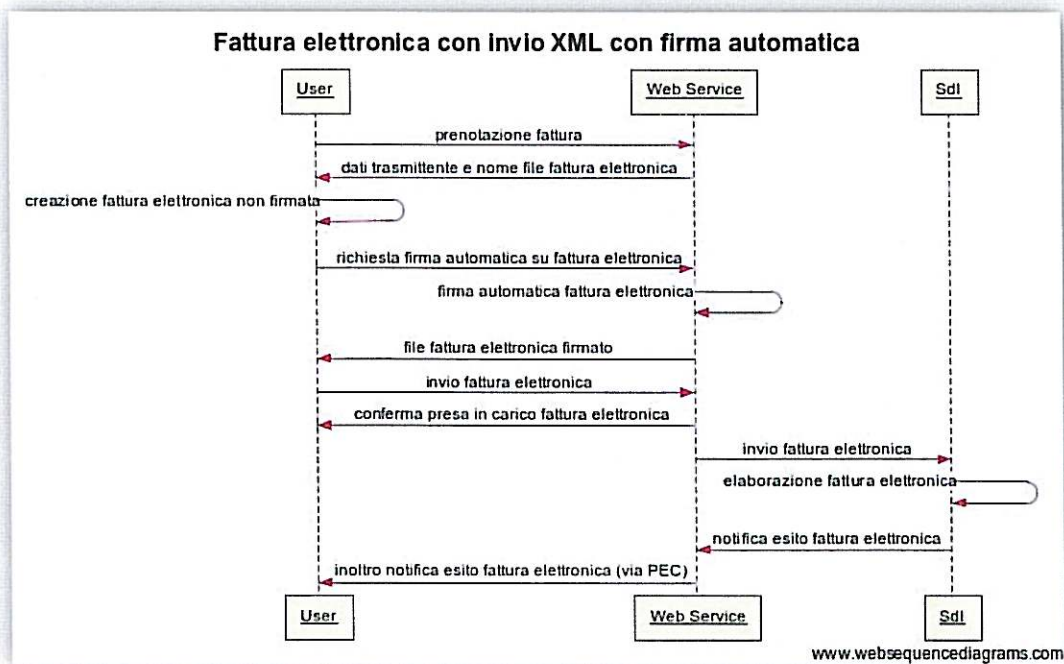 Fattura elettronica con invio XML con firma automatica
User
Web Service
SdI
prenotazione fattura
dati trasmittente e nome file fattura elettronica
creazione fattura elettronica non firmata
richiesta firma automatica su fattura elettronica
firma automatica fattura elettronica
file fattura elettronica firmato
invio fattura elettronica
conferma presa in carico fattura elettronica
invio fattura elettronica
elaborazione fattura elettronica
notifica esito fattura elettronica
inoltro notifica esito fattura elettronica (via PEC)
User
Web Service
SdI
www.websequencediagrams.com